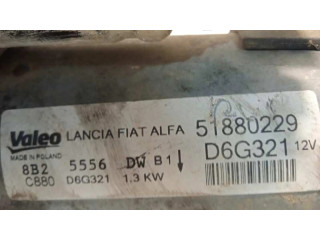 Valeo LANCIA FIAT ALFA 51880229
MADE IN POLAND D6G321 12V
8B2 5556 DW B1
C880 D6G321 1.3 KW